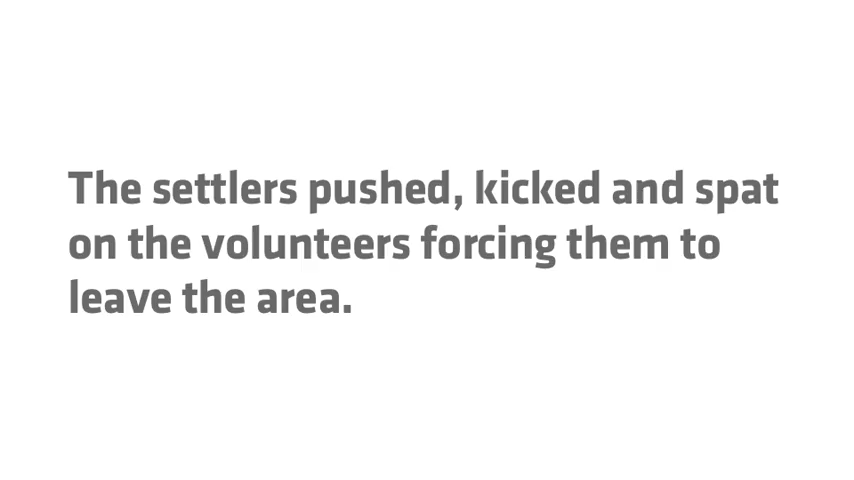 The settlers pushed, kicked and spat
on the volunteers forcing them to
leave the area.